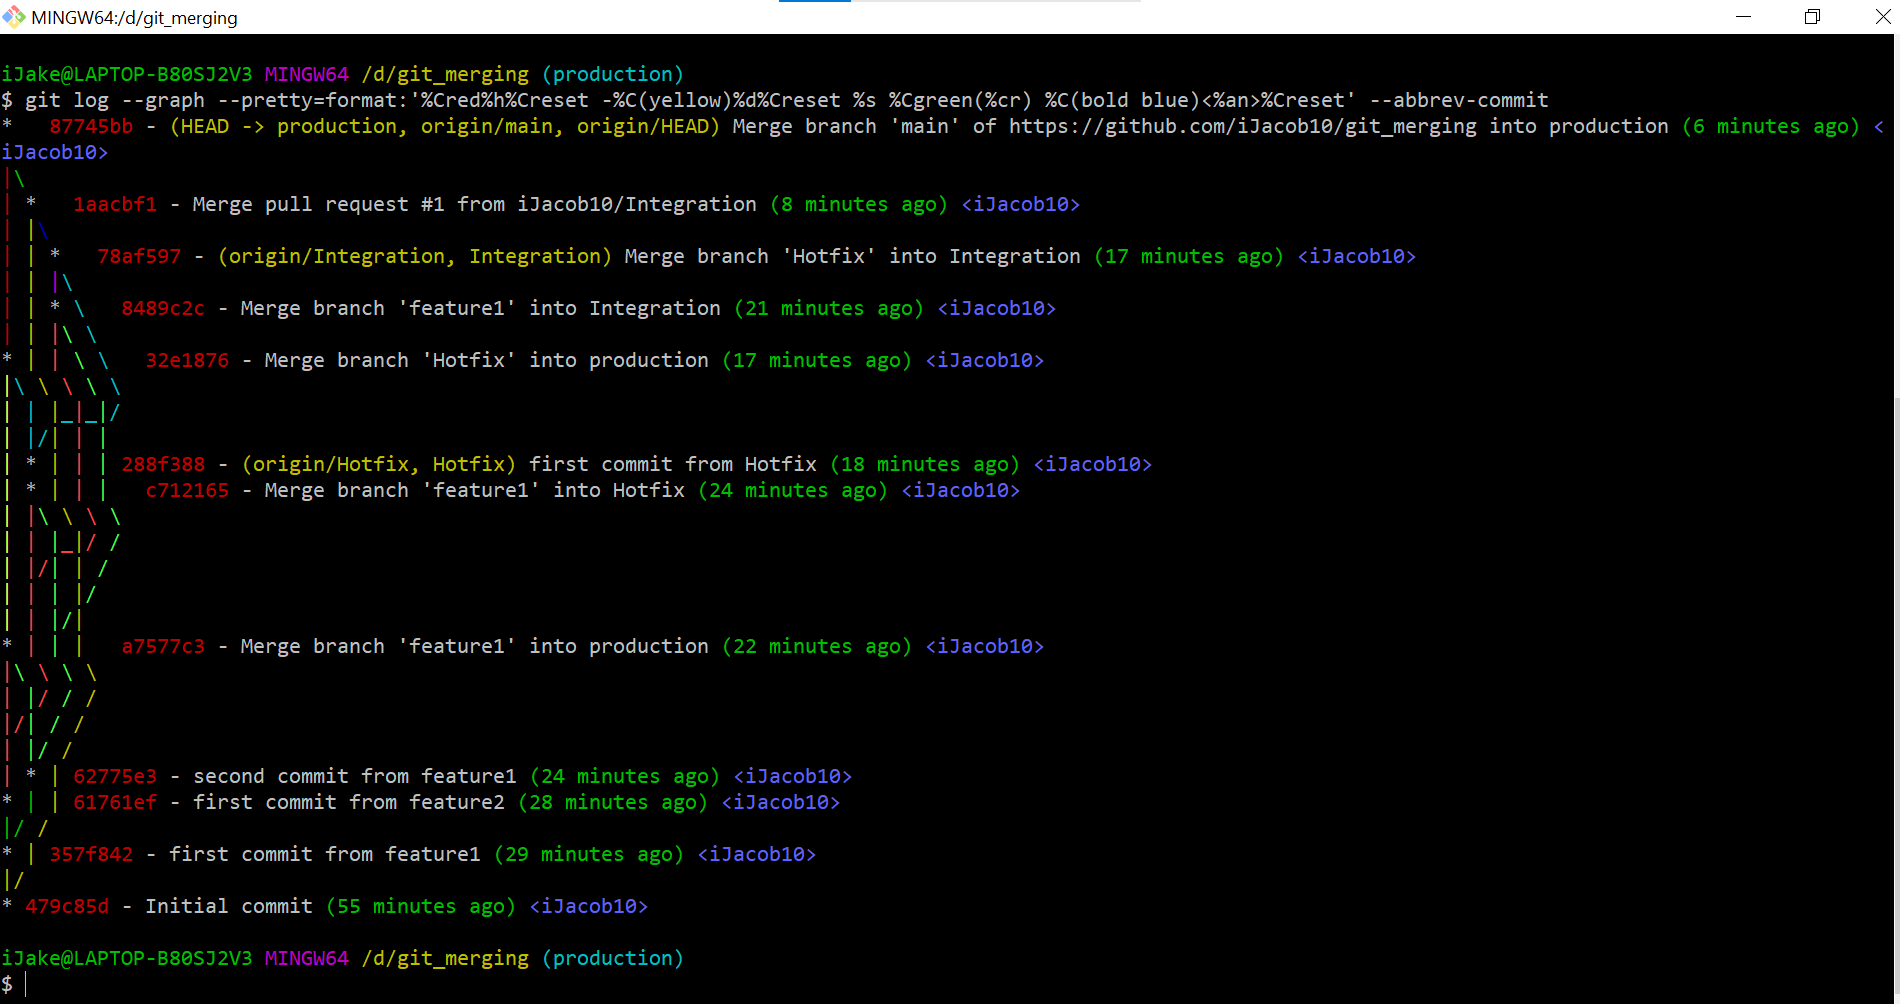 MINGW64:/d/git_merging
iJake@LAPTOP-B80SJ2V3 MINGW64 /d/git_merging (production)
$ git log --graph --pretty=format:'%Cred%h%Creset -%C(yellow)%d%Creset %s %Cgreen(%cr) %C(bold blue)<%an>%Creset' --abbrev-commit
*   87745bb - (HEAD -> production, origin/main, origin/HEAD) Merge branch 'main' of https://github.com/iJacob10/git_merging into production (6 minutes ago) <
iJacob10>
|\
| *   1aacbf1 - Merge pull request #1 from iJacob10/Integration (8 minutes ago) <iJacob10>
| |\
| | *   78af597 - (origin/Integration, Integration) Merge branch 'Hotfix' into Integration (17 minutes ago) <iJacob10>
| | |\
| | * \   8489c2c - Merge branch 'feature1' into Integration (21 minutes ago) <iJacob10>
| | |\ \
* | | \ \   32e1876 - Merge branch 'Hotfix' into production (17 minutes ago) <iJacob10>
|\ \ \ \ \
| | |_|_|/
| |/| | |
| * | | | 288f388 - (origin/Hotfix, Hotfix) first commit from Hotfix (18 minutes ago) <iJacob10>
| * | | |   c712165 - Merge branch 'feature1' into Hotfix (24 minutes ago) <iJacob10>
| |\ \ \ \
| | |_|/ /
| |/| | /
| | | |/
| | |/|
* | | |   a7577c3 - Merge branch 'feature1' into production (22 minutes ago) <iJacob10>
|\ \ \ \
| |/ / /
|/| / /
| |/ /
| * | 62775e3 - second commit from feature1 (24 minutes ago) <iJacob10>
* | | 61761ef - first commit from feature2 (28 minutes ago) <iJacob10>
|/ /
* | 357f842 - first commit from feature1 (29 minutes ago) <iJacob10>
|/
* 479c85d - Initial commit (55 minutes ago) <iJacob10>
iJake@LAPTOP-B80SJ2V3 MINGW64 /d/git_merging (production)
$